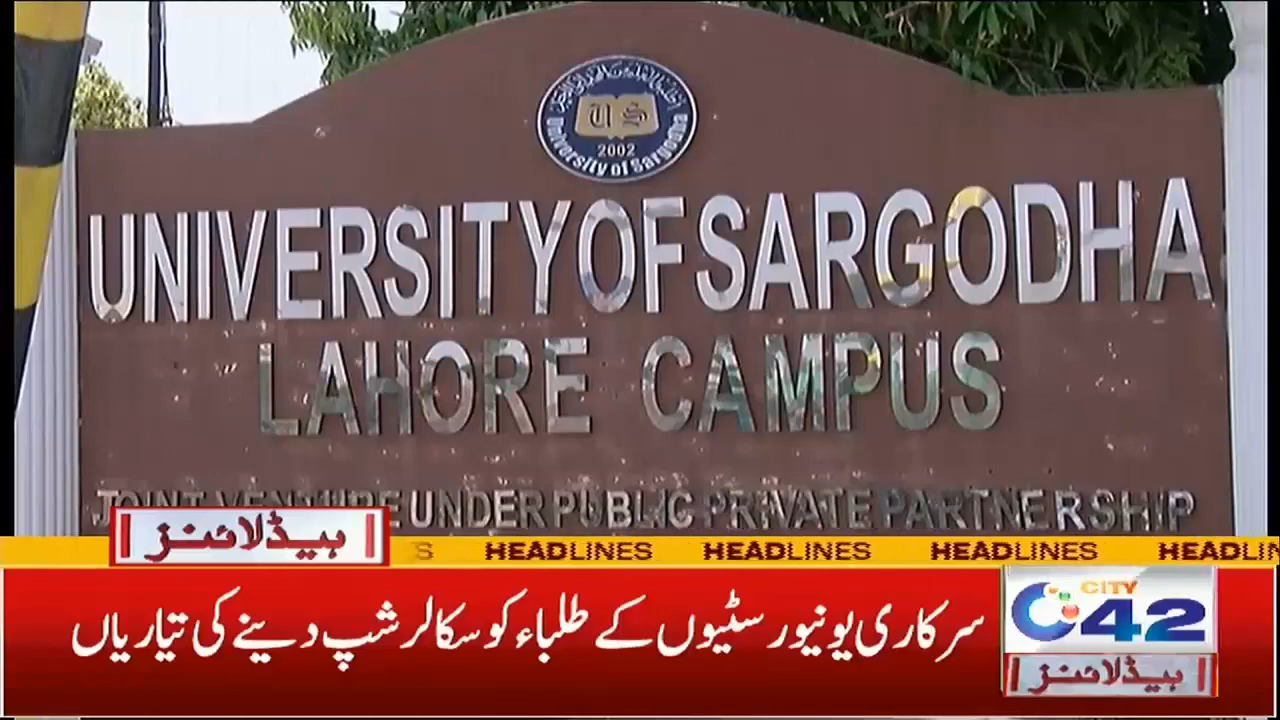 US
2002
University of Sargodha
UNIVERSITY OF SARGODHA
LAHORE CAMPUS
JOINT VENTURE UNDER PUBLIC PRIVATE PARTNERSHIP
ہیڈلائنز
S HEADLINES HEADLINES HEADLINES HEADLIN
سرکاری یونیورسٹیوں کے طلباء کو سکالرشپ دینے کی تیاریاں
CITY
42
ہیڈلائنز